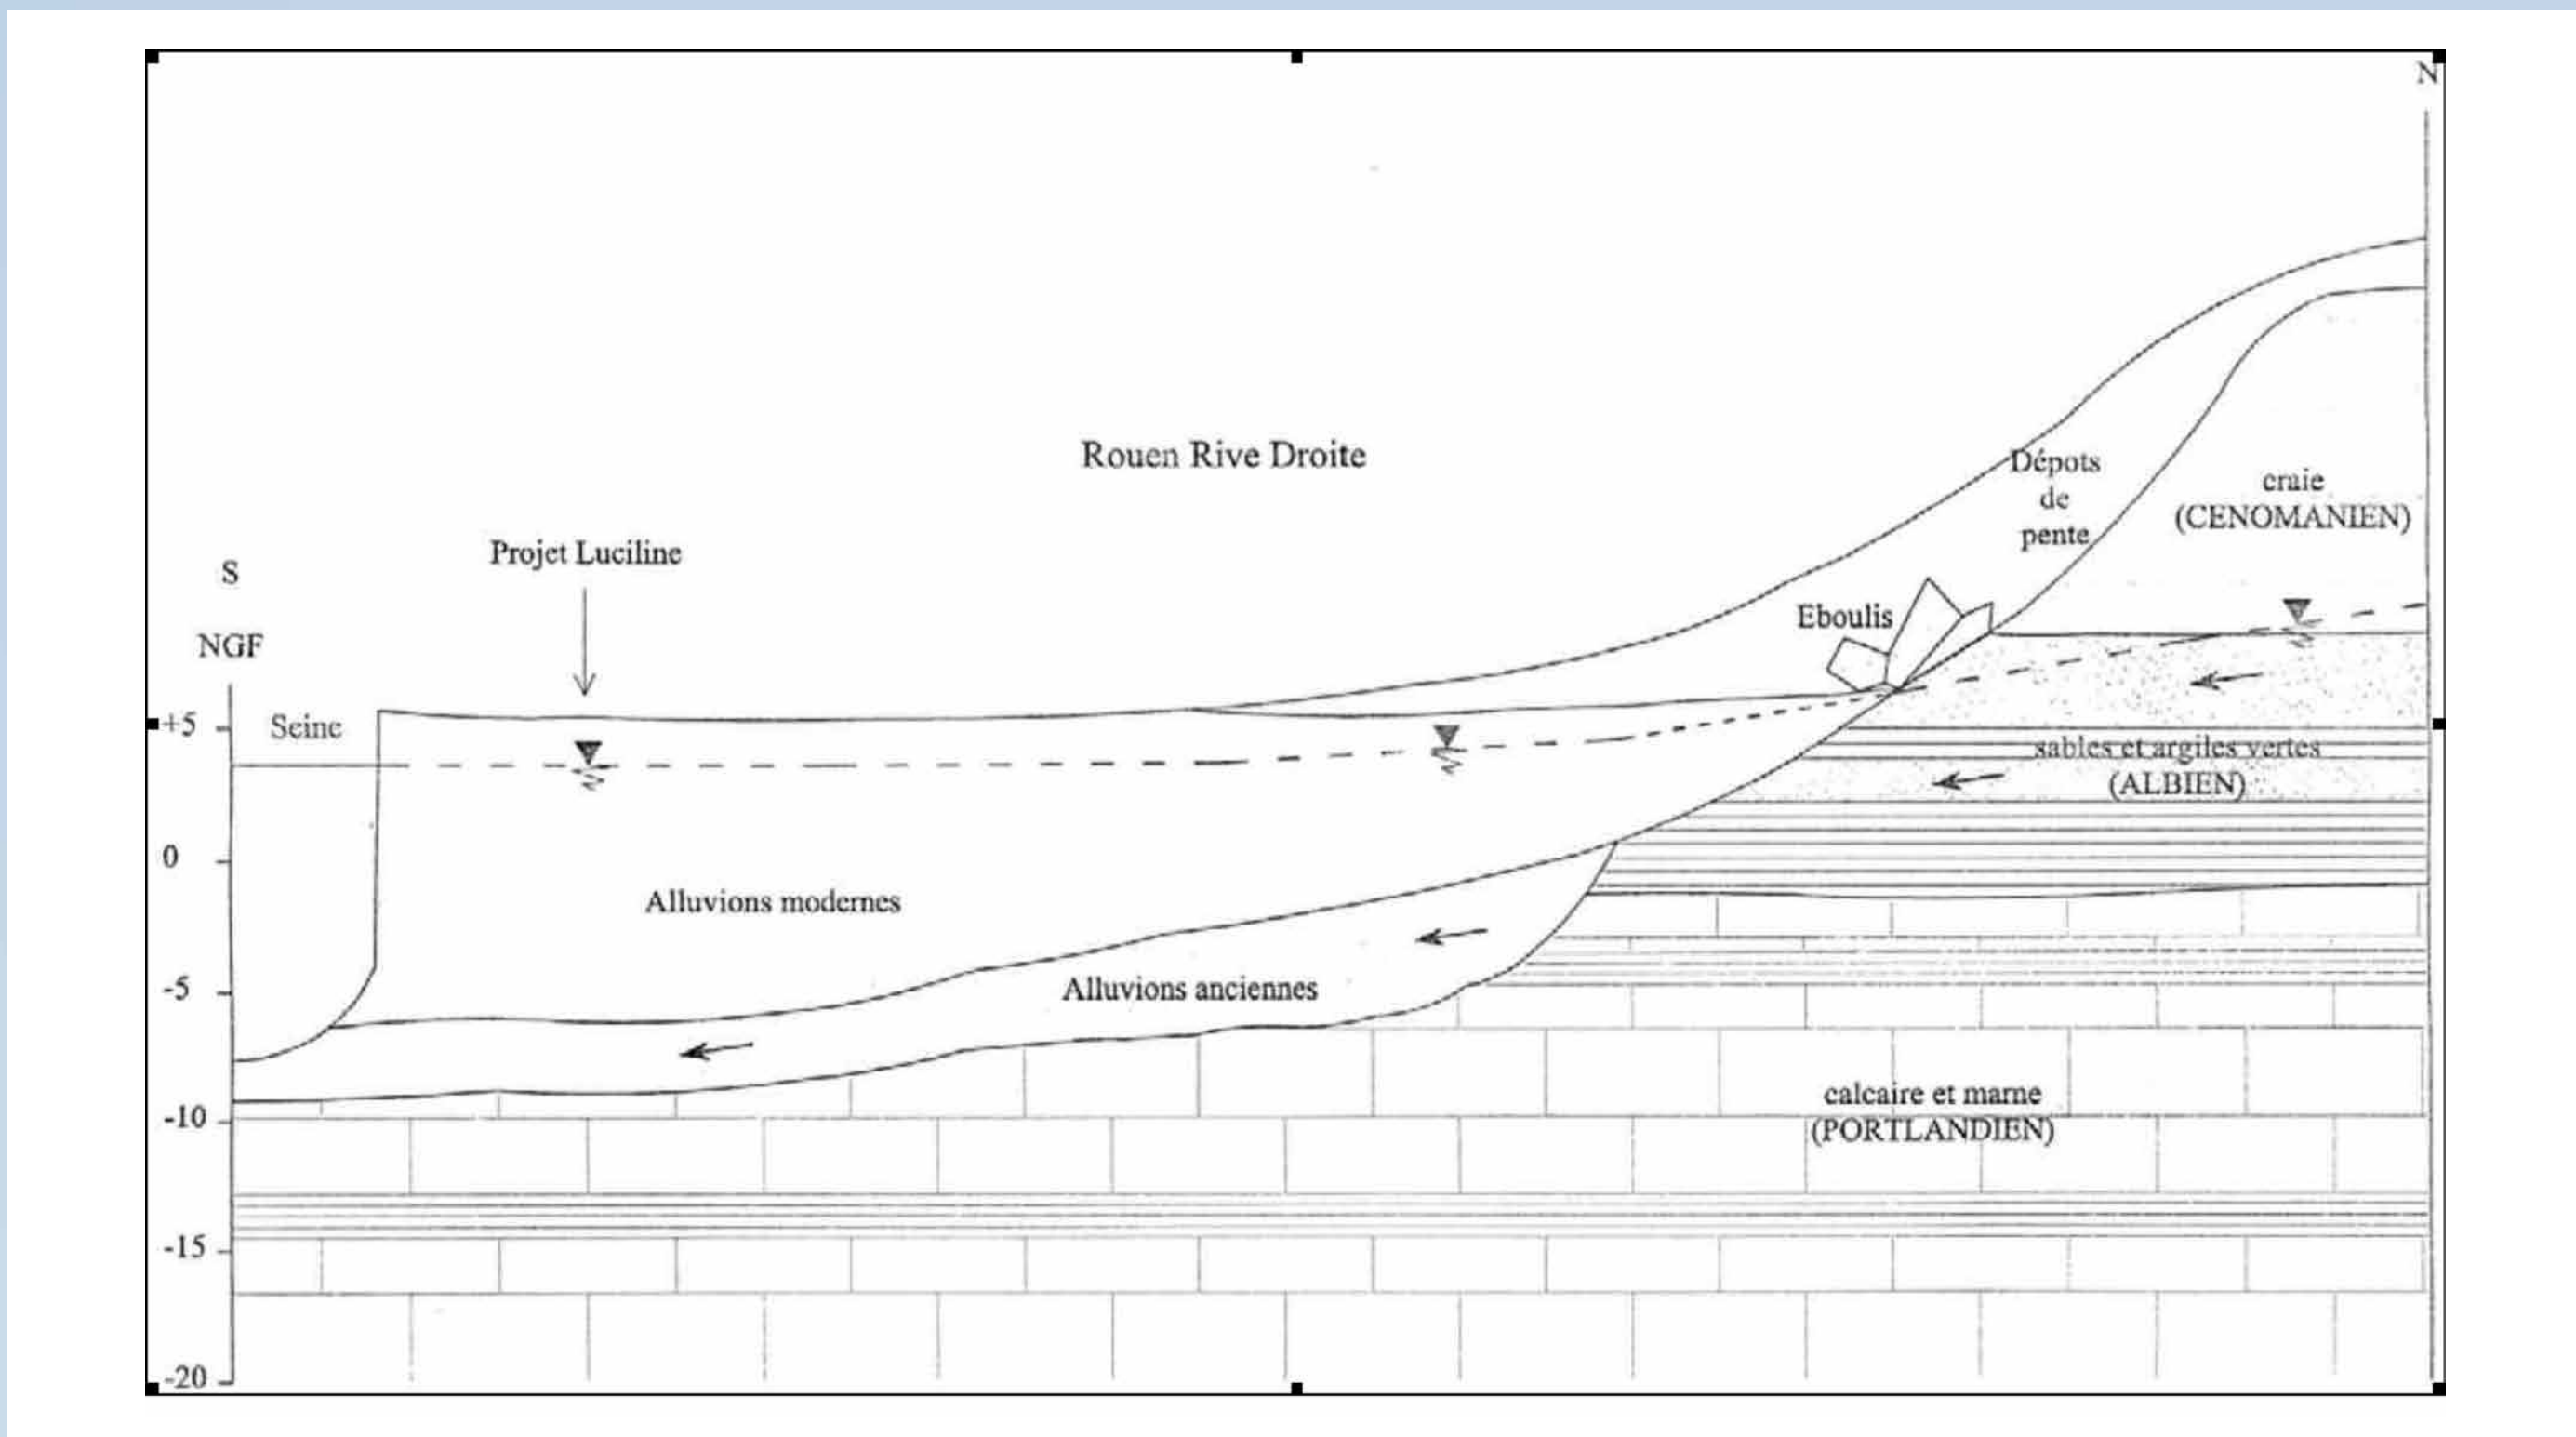 N
Rouen Rive Droite
Dépots
de
pente
craie
(CENOMANIEN)
Projet Luciline
S
Eboulis
NGF
+5
Seine
sables et argiles vertes
(ALBIEN)
0
Alluvions modernes
-5
Alluvions anciennes
calcaire et marne
(PORTLANDIEN)
-10
-15
-20